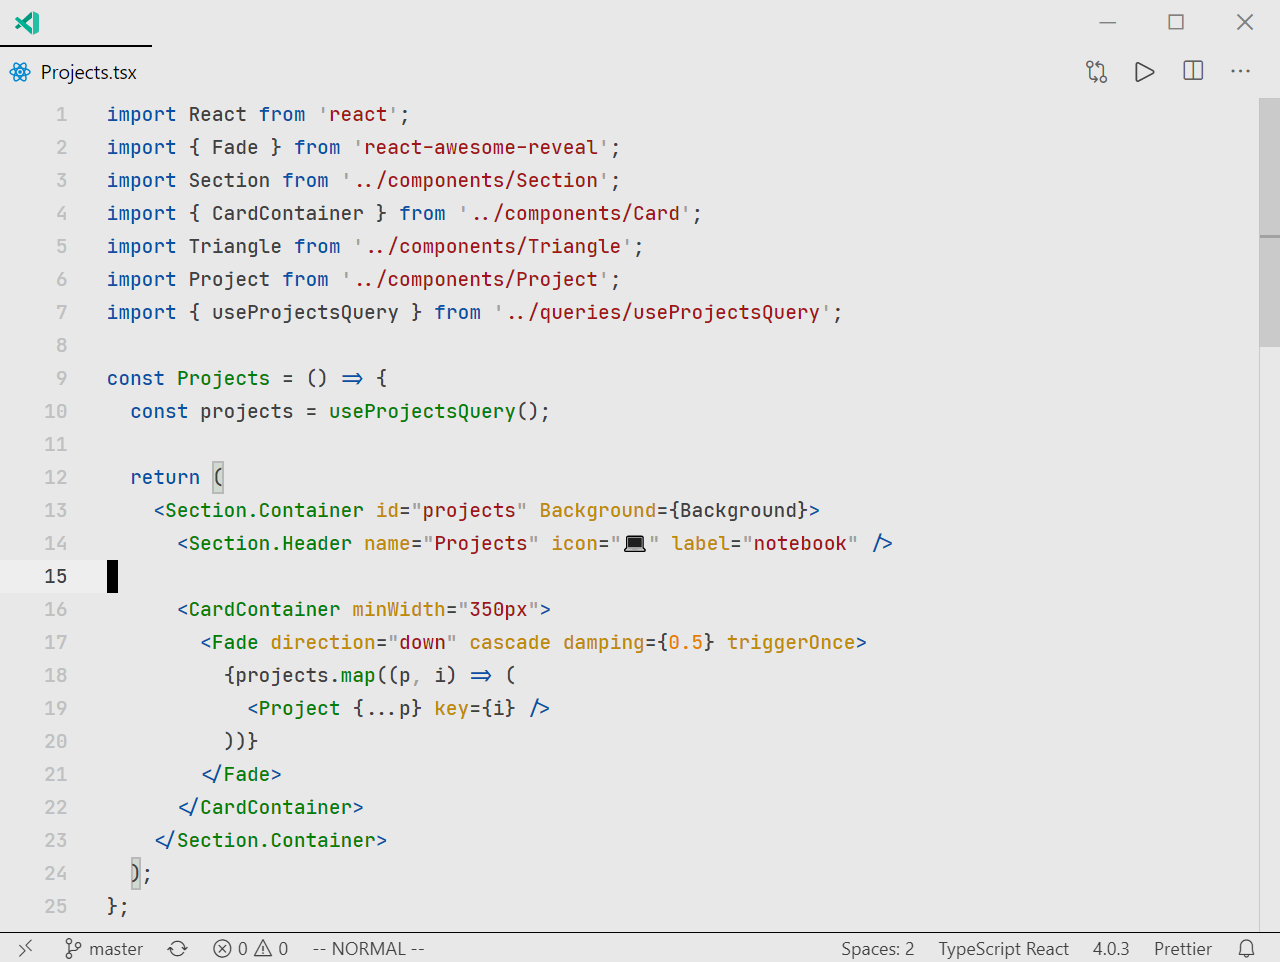 Projects.tsx
1 import React from 'react';
2 import { Fade } from 'react-awesome-reveal';
3 import Section from '../components/Section';
4 import { CardContainer } from '../components/Card';
5 import Triangle from '../components/Triangle';
6 import Project from '../components/Project';
7 import { useProjectsQuery } from '../queries/useProjectsQuery';
8
9 const Projects = () => {
10   const projects = useProjectsQuery();
11
12   return (
13     <Section.Container id="projects" Background={Background}>
14       <Section.Header name="Projects" icon="💻" label="notebook" />
15
16       <CardContainer minWidth="350px">
17         <Fade direction="down" cascade damping={0.5} triggerOnce>
18           {projects.map((p, i) => (
19             <Project {...p} key={i} />
20           ))}
21         </Fade>
22       </CardContainer>
23     </Section.Container>
24   );
25 };
master 0 0 -- NORMAL -- Spaces: 2 TypeScript React 4.0.3 Prettier